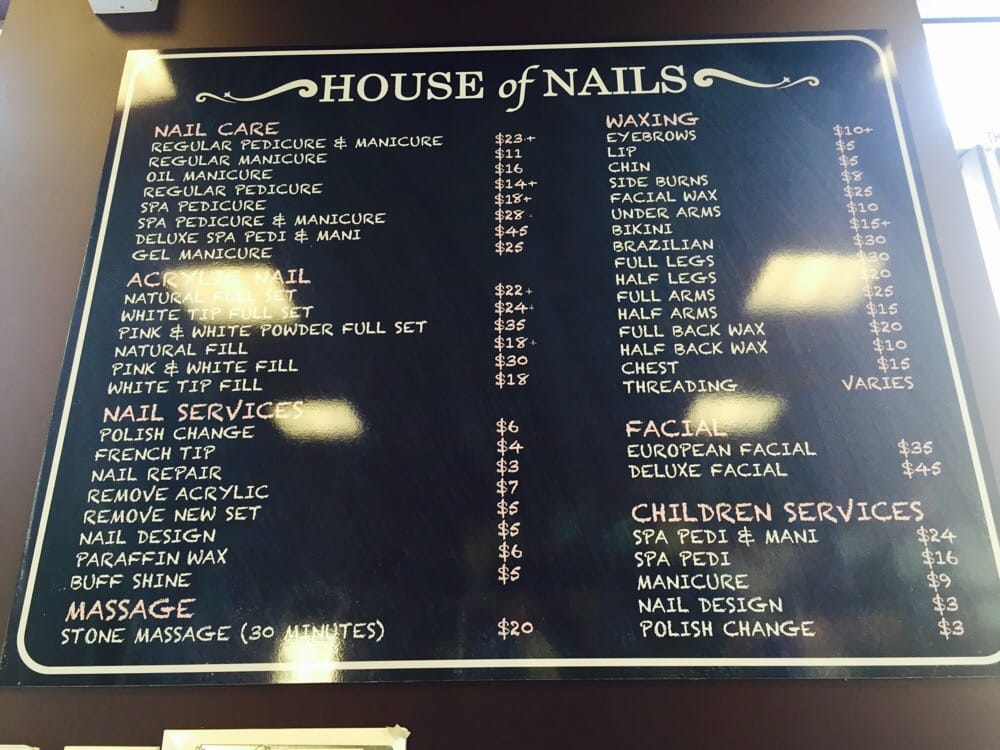 HOUSE of NAILS
NAIL CARE
REGULAR PEDICURE & MANICURE $23+
REGULAR MANICURE $11
OIL MANICURE $16
REGULAR PEDICURE $14+
SPA PEDICURE $18+
SPA PEDICURE & MANICURE $28
DELUXE SPA PEDI & MANI $45
GEL MANICURE $25
ACRYLIC NAIL
NATURAL FULL SET $22+
WHITE TIP FULL SET $24+
PINK & WHITE POWDER FULL SET $35
NATURAL FILL $18+
PINK & WHITE FILL $30
WHITE TIP FILL $18
NAIL SERVICES
POLISH CHANGE $6
FRENCH TIP $4
NAIL REPAIR $3
REMOVE ACRYLIC $7
REMOVE NEW SET $5
NAIL DESIGN $5
PARAFFIN WAX $6
BUFF SHINE $5
MASSAGE
STONE MASSAGE (30 MINUTES) $20
WAXING
EYEBROWS $10+
LIP $5
CHIN $5
SIDE BURNS $8
FACIAL WAX $25
UNDER ARMS $10
BIKINI $15+
BRAZILIAN $30
FULL LEGS $30
HALF LEGS $20
FULL ARMS $25
HALF ARMS $15
FULL BACK WAX $20
HALF BACK WAX $10
CHEST $15
THREADING VARIES
FACIAL
EUROPEAN FACIAL $35
DELUXE FACIAL $45
CHILDREN SERVICES
SPA PEDI & MANI $24
SPA PEDI $16
MANICURE $9
NAIL DESIGN $3
POLISH CHANGE $3